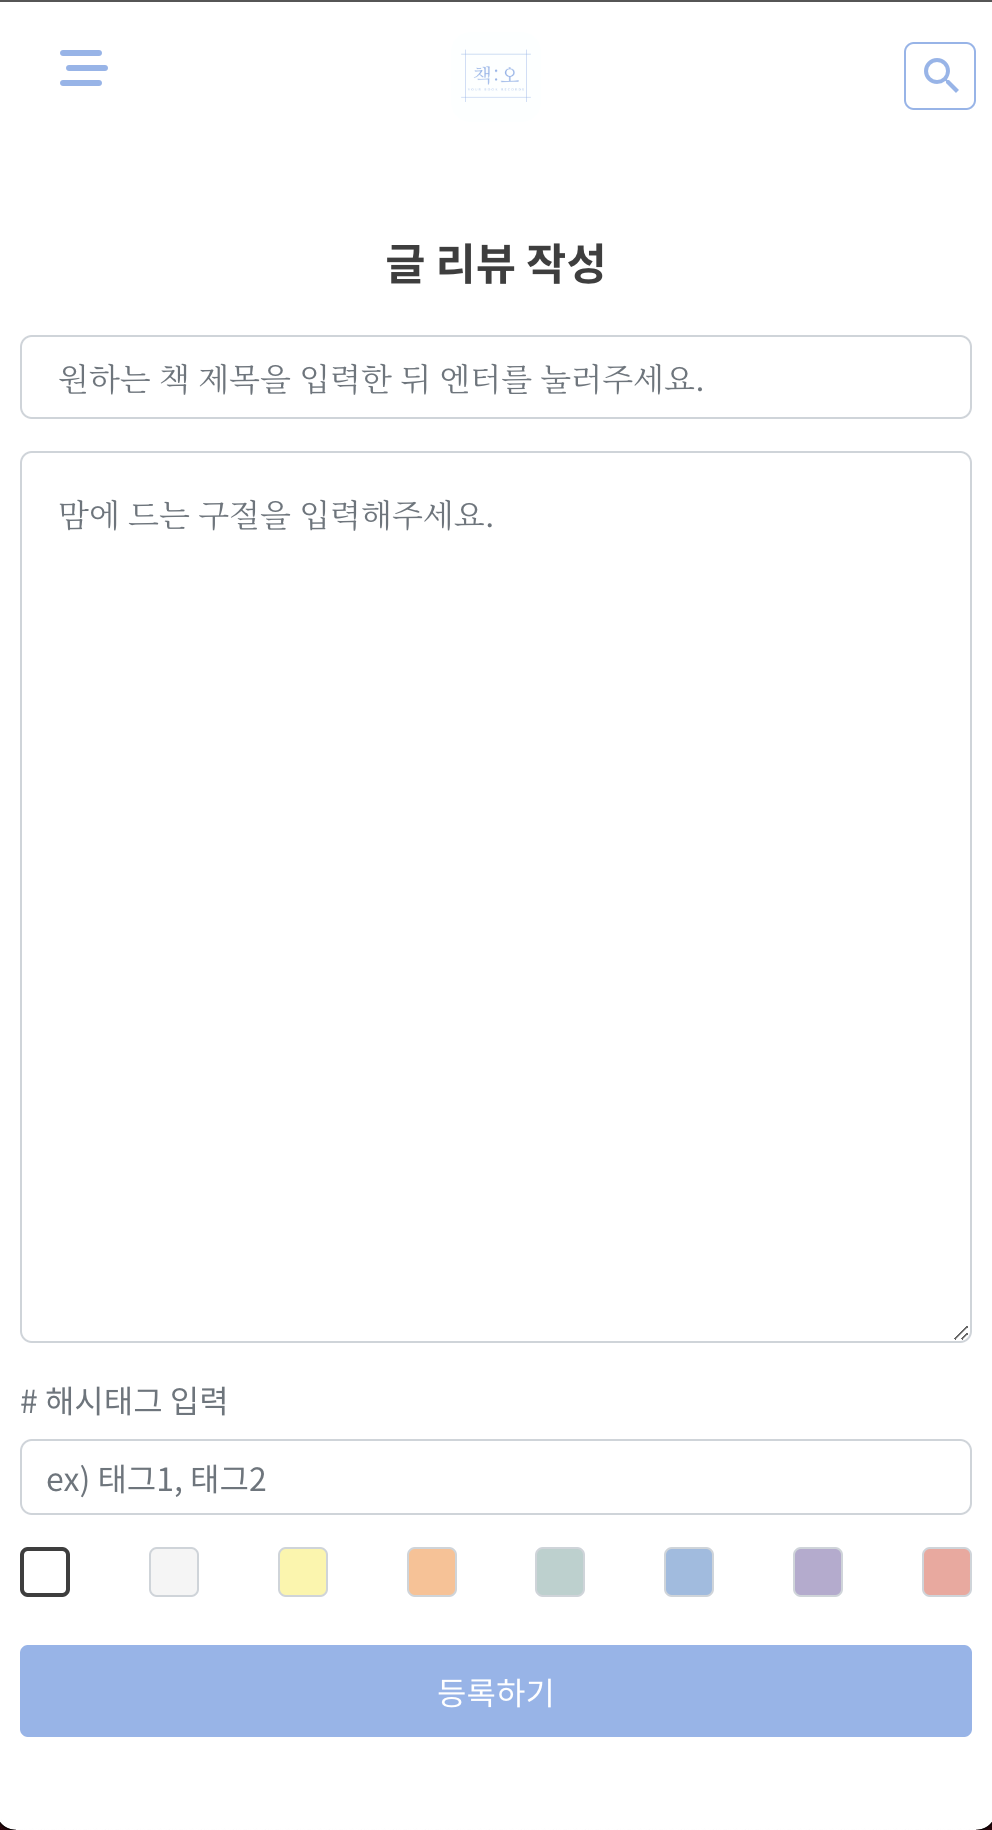 책:오
글 리뷰 작성
원하는 책 제목을 입력한 뒤 엔터를 눌러주세요.
맘에 드는 구절을 입력해주세요.
# 해시태그 입력
ex) 태그1, 태그2
등록하기